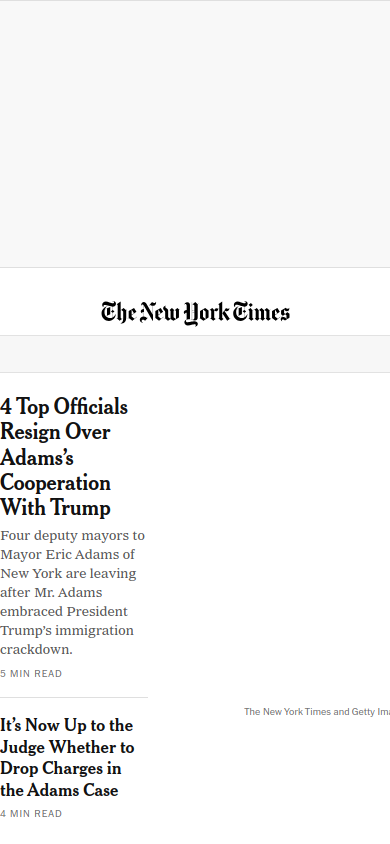 The New York Times
4 Top Officials
Resign Over
Adams's
Cooperation
With Trump
Four deputy mayors to
Mayor Eric Adams of
New York are leaving
after Mr. Adams
embraced President
Trump's immigration
crackdown.
5 MIN READ
The New York Times and Getty Ima
It's Now Up to the
Judge Whether to
Drop Charges in
the Adams Case
4 MIN READ